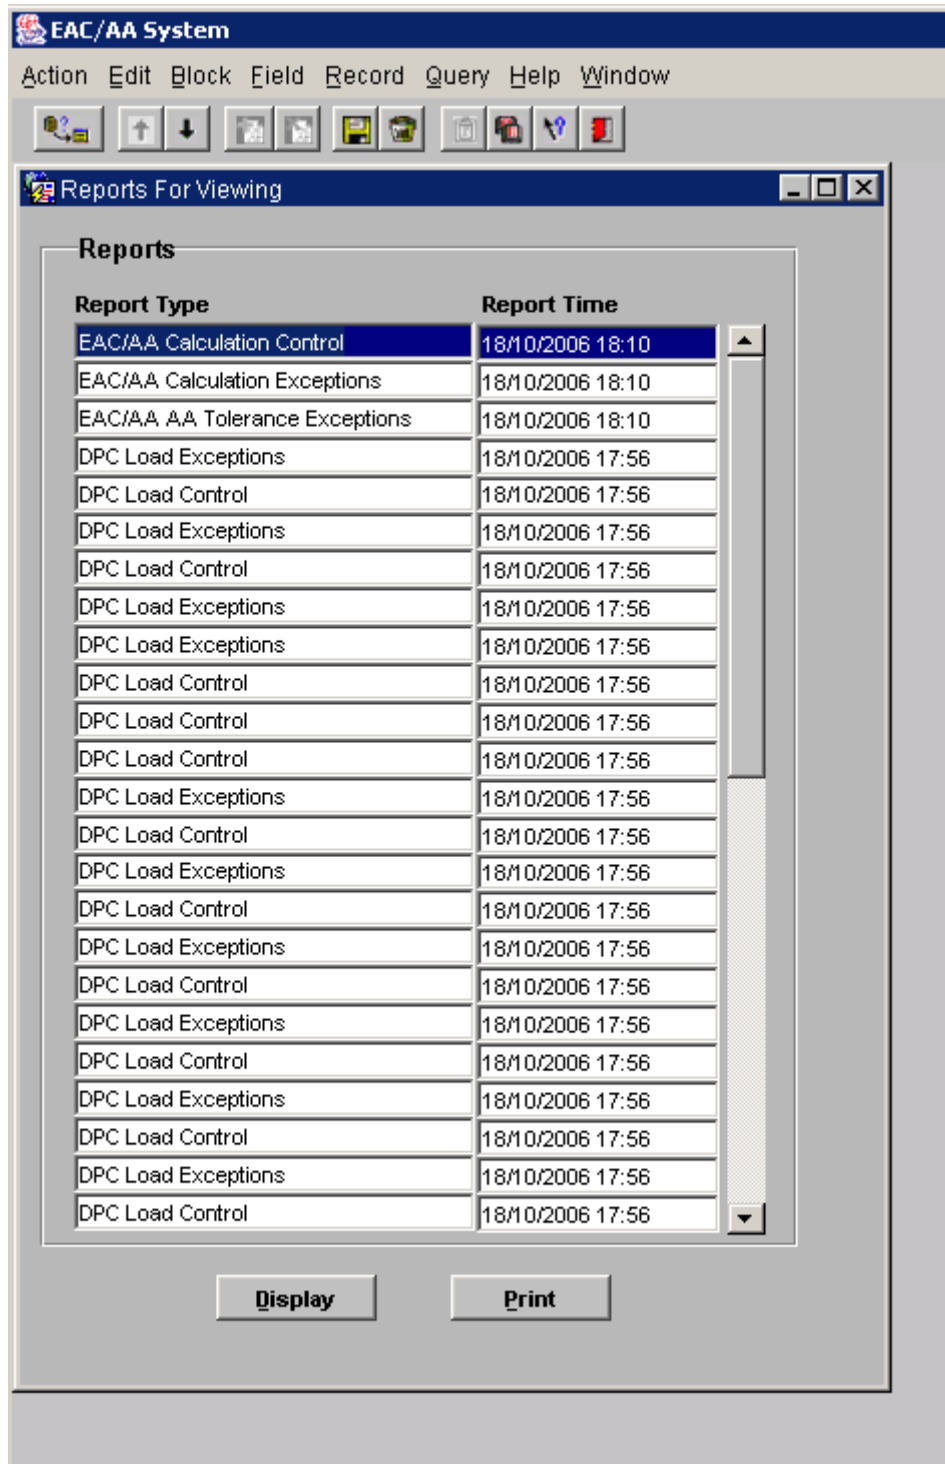 EAC/AA System
Action Edit Block Field Record Query Help Window
Reports For Viewing
Reports
Report Type Report Time
EAC/AA Calculation Control 18/10/2006 18:10
EAC/AA Calculation Exceptions 18/10/2006 18:10
EAC/AA AA Tolerance Exceptions 18/10/2006 18:10
DPC Load Exceptions 18/10/2006 17:56
DPC Load Control 18/10/2006 17:56
DPC Load Exceptions 18/10/2006 17:56
DPC Load Control 18/10/2006 17:56
DPC Load Exceptions 18/10/2006 17:56
DPC Load Exceptions 18/10/2006 17:56
DPC Load Control 18/10/2006 17:56
DPC Load Control 18/10/2006 17:56
DPC Load Control 18/10/2006 17:56
DPC Load Exceptions 18/10/2006 17:56
DPC Load Control 18/10/2006 17:56
DPC Load Exceptions 18/10/2006 17:56
DPC Load Control 18/10/2006 17:56
DPC Load Exceptions 18/10/2006 17:56
DPC Load Control 18/10/2006 17:56
DPC Load Exceptions 18/10/2006 17:56
DPC Load Control 18/10/2006 17:56
DPC Load Exceptions 18/10/2006 17:56
DPC Load Control 18/10/2006 17:56
DPC Load Exceptions 18/10/2006 17:56
DPC Load Control 18/10/2006 17:56
Display Print